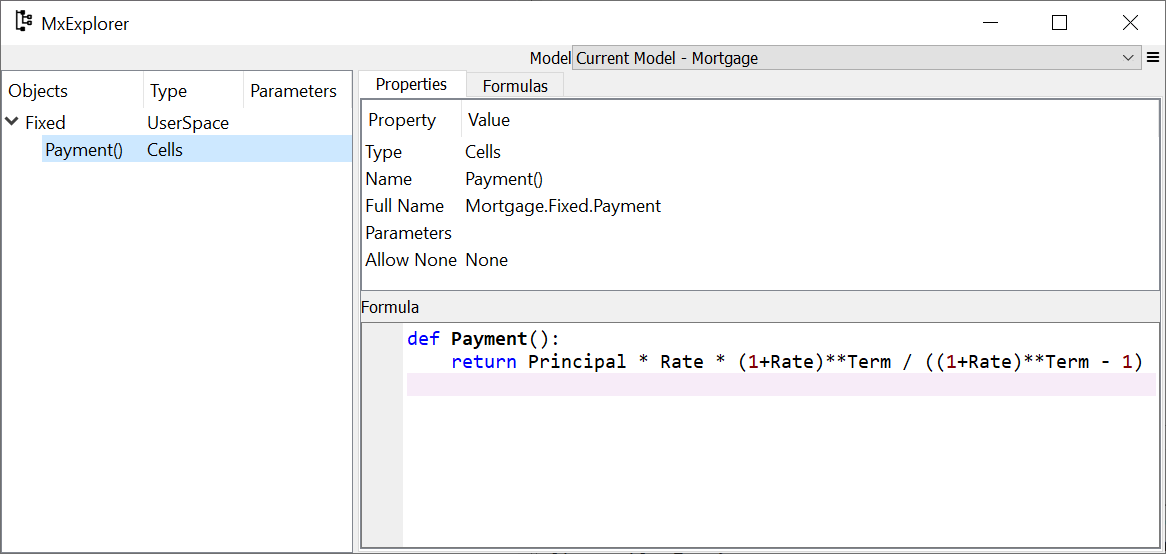 MxExplorer
Model Current Model - Mortgage
Objects Type Parameters
Fixed UserSpace
Payment() Cells
Properties Formulas
Property Value
Type Cells
Name Payment()
Full Name Mortgage.Fixed.Payment
Parameters
Allow None None
Formula
def Payment():
    return Principal * Rate * (1+Rate)**Term / ((1+Rate)**Term - 1)